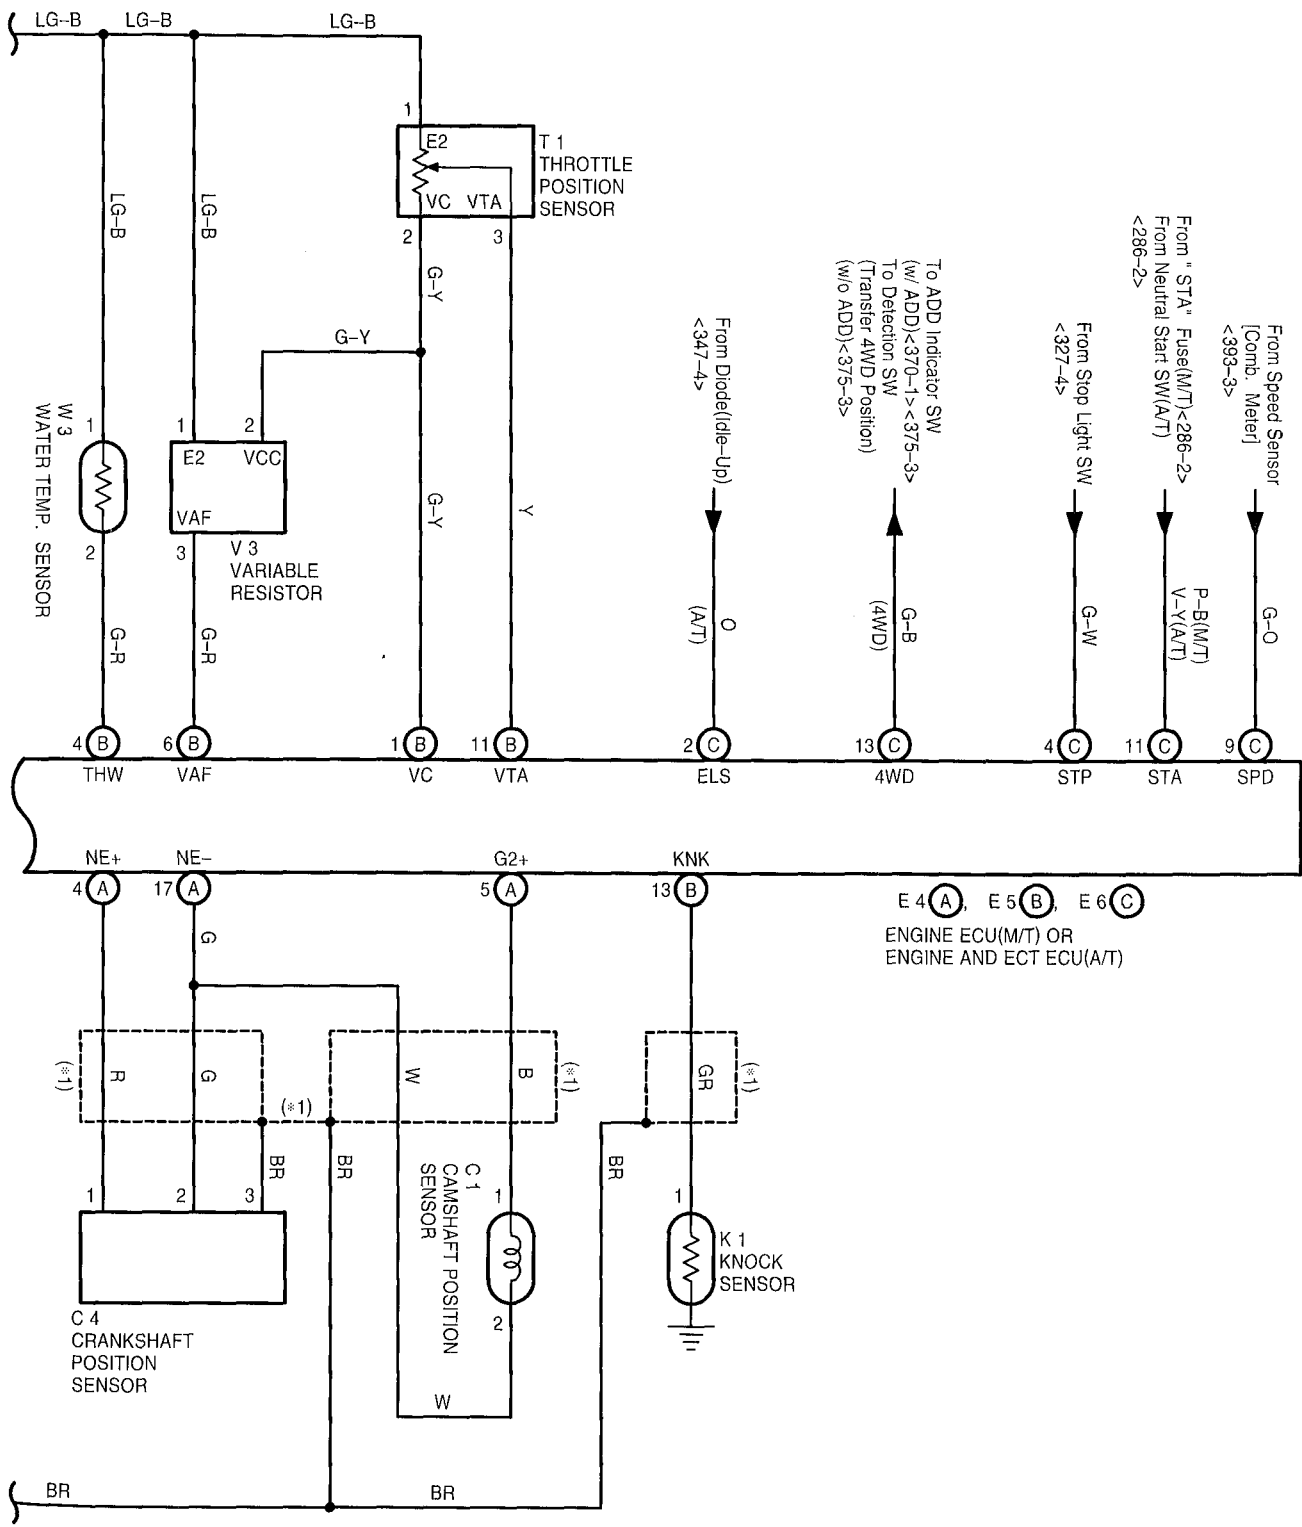 LG-B
LG-B
LG-B
1
E2
VC
VTA
T 1
THROTTLE
POSITION
SENSOR
2
3
LG-B
LG-B
G-Y
G-Y
G-Y
Y
From Diode(Idle-Up)
<347-4>
To ADD Indicator SW
(w/ ADD)<370-1><375-3>
To Detection SW
(Transfer 4WD Position)
(w/o ADD)<375-3>
From Stop Light SW
<327-4>
From " STA" Fuse(M/T)<286-2>
From Neutral Start SW(A/T)
<286-2>
From Speed Sensor
[Comb. Meter]
<393-3>
W 3
WATER TEMP. SENSOR
1
2
1
2
E2
VCC
VAF
3
V 3
VARIABLE
RESISTOR
G-R
G-R
O
(A/T)
G-B
(4WD)
G-W
P-B(M/T)
V-Y(A/T)
G-O
4 B
6 B
1 B
11 B
2 C
13 C
4 C
11 C
9 C
THW
VAF
VC
VTA
ELS
4WD
STP
STA
SPD
NE+
NE-
G2+
KNK
4 A
17 A
5 A
13 B
E 4 A, E 5 B, E 6 C
ENGINE ECU(M/T) OR
ENGINE AND ECT ECU(A/T)
G
(*1)
R
G
(*1)
W
B
(*1)
GR
(*1)
BR
BR
BR
1
2
3
C 4
CRANKSHAFT
POSITION
SENSOR
C 1
CAMSHAFT POSITION
SENSOR
1
2
W
1
K 1
KNOCK
SENSOR
BR
BR